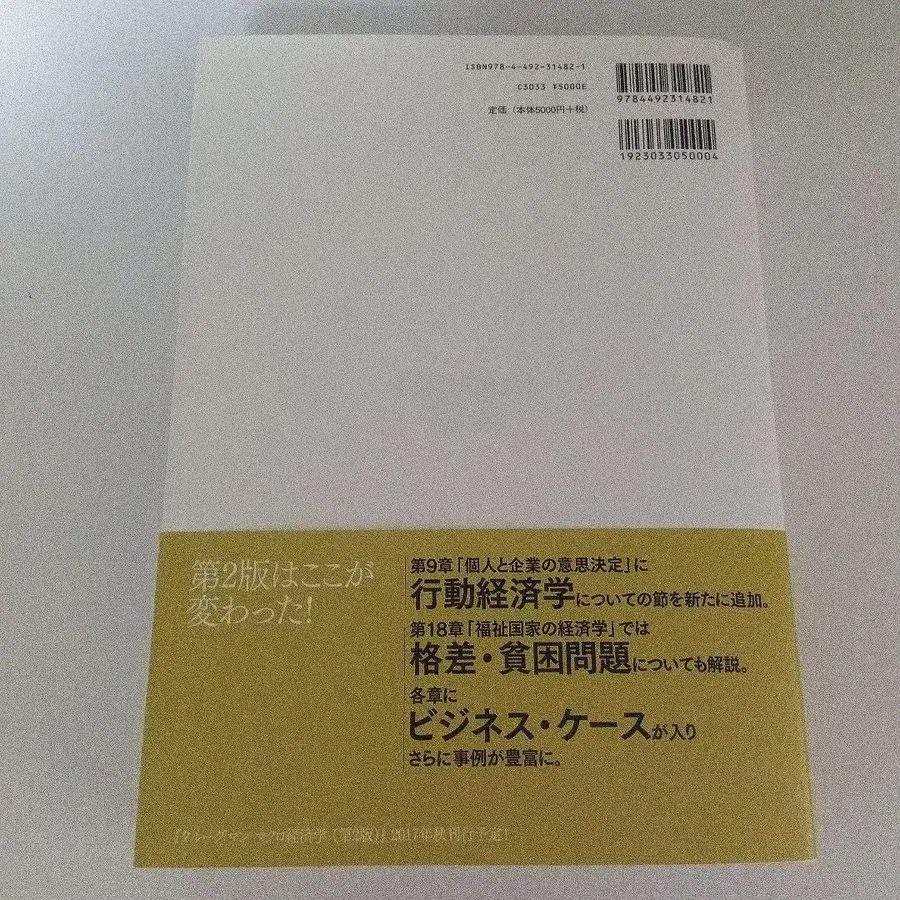 ISBN978-4-492-31482-1
C3033 ¥5000E
定価（本体5000円+税）
9784492314821
1923033050004
第2版はここが
変わった!
第9章「個人と企業の意思決定」に
行動経済学についての節を新たに追加。
第18章「福祉国家の経済学」では
格差・貧困問題についても解説。
各章に
ビジネス・ケースが入り
さらに事例が豊富に。
『クルーグマン マクロ経済学〔第2版〕』2017年秋刊行予定!